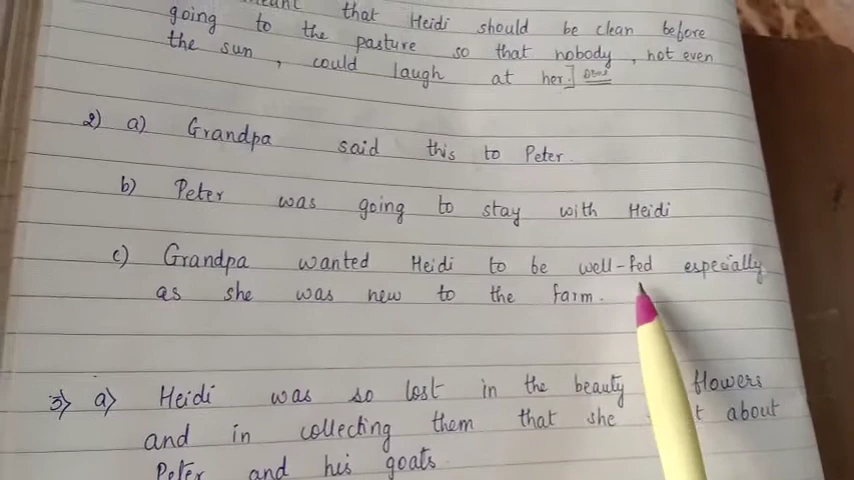 that Heidi should be clean before
going to the pasture so that nobody, not even
the sun, could laugh at her.]
2) a) Grandpa said this to Peter.
b) Peter was going to stay with Heidi
c) Grandpa wanted Heidi to be well-fed especially
as she was new to the farm.
3) a) Heidi was so lost in the beauty flowers
and in collecting them that she about
Peter and his goats.